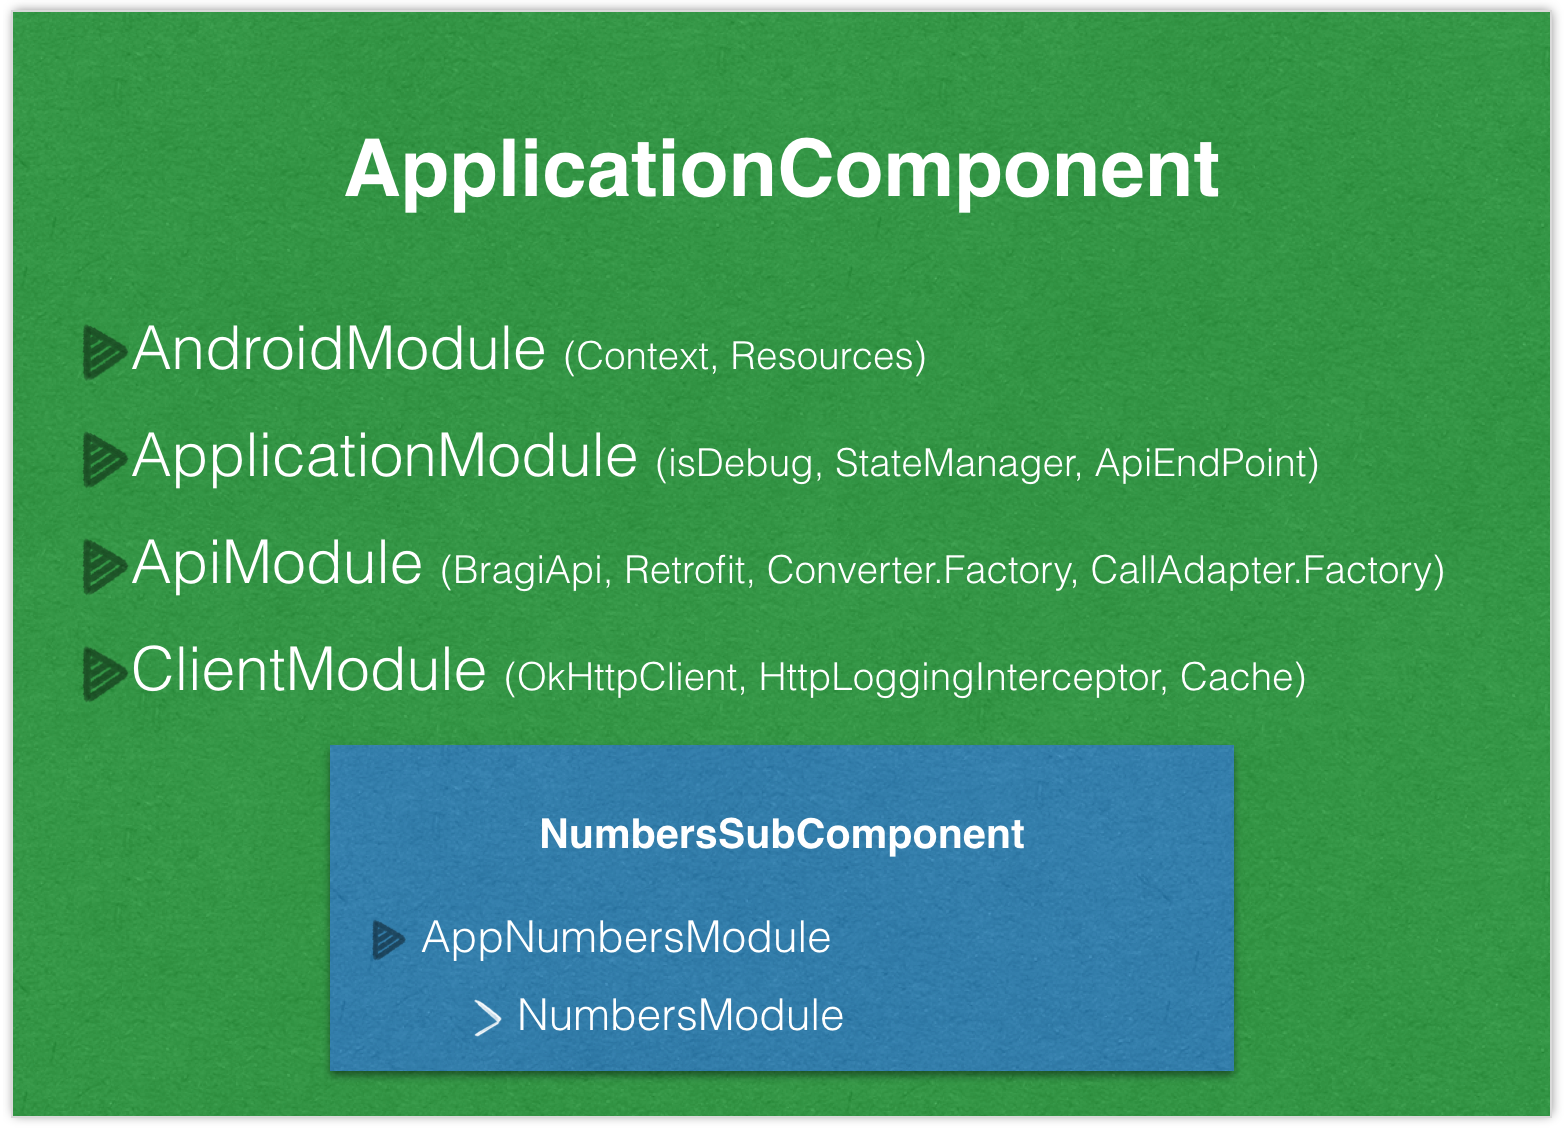 ApplicationComponent
AndroidModule (Context, Resources)
ApplicationModule (isDebug, StateManager, ApiEndPoint)
ApiModule (BragiApi, Retrofit, Converter.Factory, CallAdapter.Factory)
ClientModule (OkHttpClient, HttpLoggingInterceptor, Cache)
NumbersSubComponent
AppNumbersModule
NumbersModule